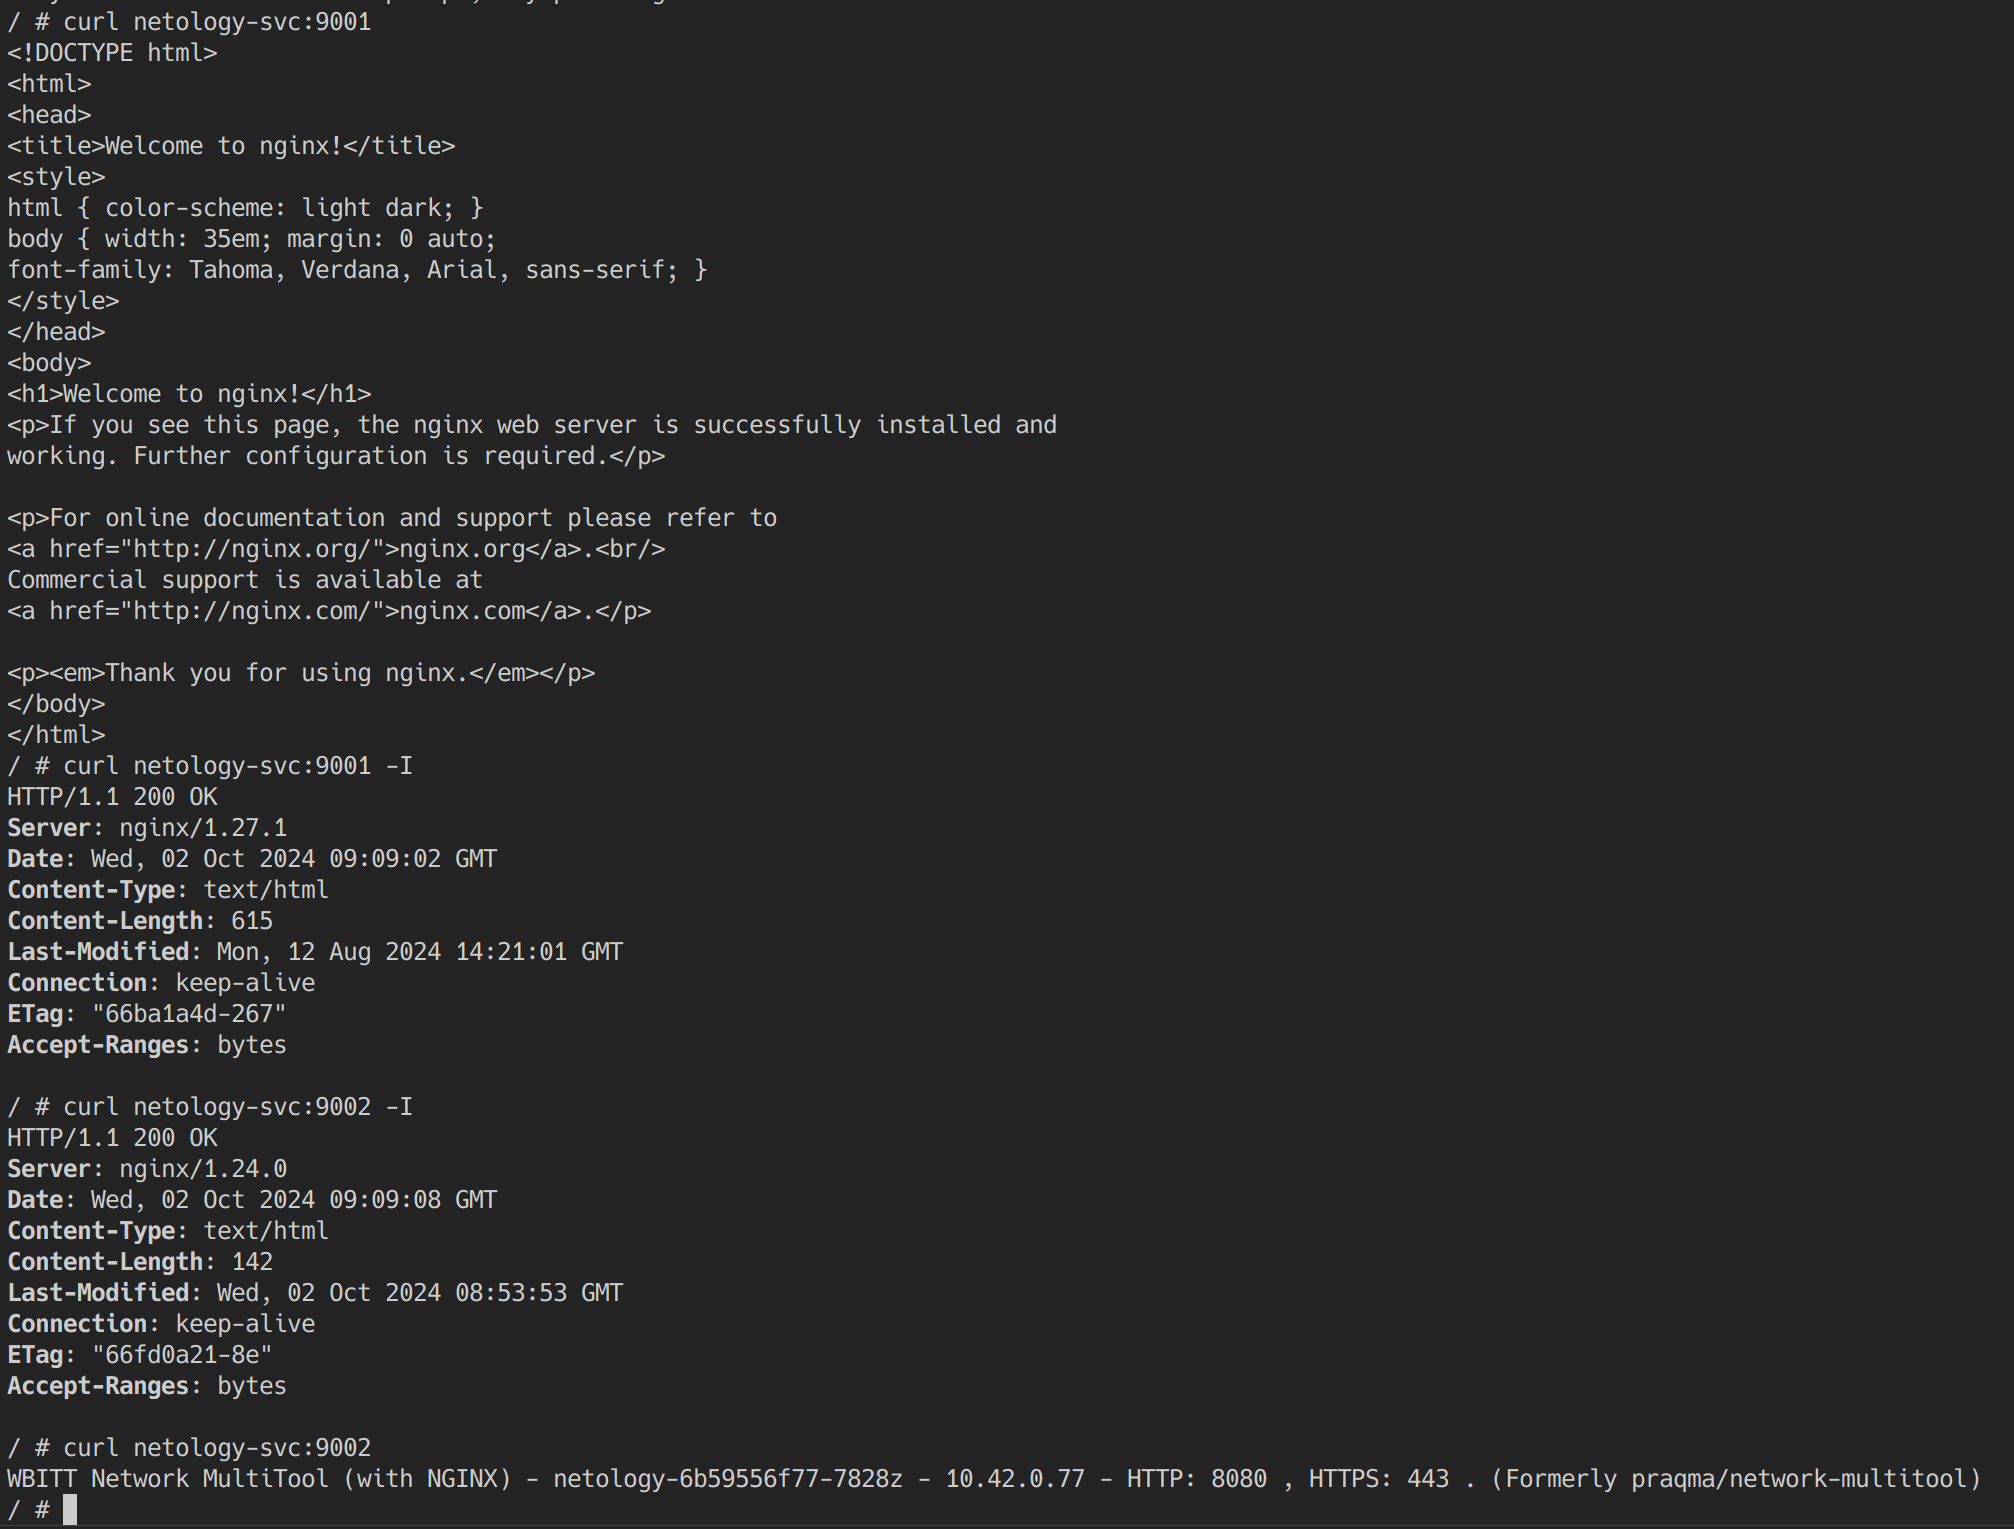 / # curl netology-svc:9001
<!DOCTYPE html>
<html>
<head>
<title>Welcome to nginx!</title>
<style>
html { color-scheme: light dark; }
body { width: 35em; margin: 0 auto;
font-family: Tahoma, Verdana, Arial, sans-serif; }
</style>
</head>
<body>
<h1>Welcome to nginx!</h1>
<p>If you see this page, the nginx web server is successfully installed and
working. Further configuration is required.</p>

<p>For online documentation and support please refer to
<a href="http://nginx.org/">nginx.org</a>.<br/>
Commercial support is available at
<a href="http://nginx.com/">nginx.com</a>.</p>

<p><em>Thank you for using nginx.</em></p>
</body>
</html>
/ # curl netology-svc:9001 -I
HTTP/1.1 200 OK
Server: nginx/1.27.1
Date: Wed, 02 Oct 2024 09:09:02 GMT
Content-Type: text/html
Content-Length: 615
Last-Modified: Mon, 12 Aug 2024 14:21:01 GMT
Connection: keep-alive
ETag: "66ba1a4d-267"
Accept-Ranges: bytes

/ # curl netology-svc:9002 -I
HTTP/1.1 200 OK
Server: nginx/1.24.0
Date: Wed, 02 Oct 2024 09:09:08 GMT
Content-Type: text/html
Content-Length: 142
Last-Modified: Wed, 02 Oct 2024 08:53:53 GMT
Connection: keep-alive
ETag: "66fd0a21-8e"
Accept-Ranges: bytes

/ # curl netology-svc:9002
WBITT Network MultiTool (with NGINX) - netology-6b59556f77-7828z - 10.42.0.77 - HTTP: 8080 , HTTPS: 443 . (Formerly praqma/network-multitool)
/ #